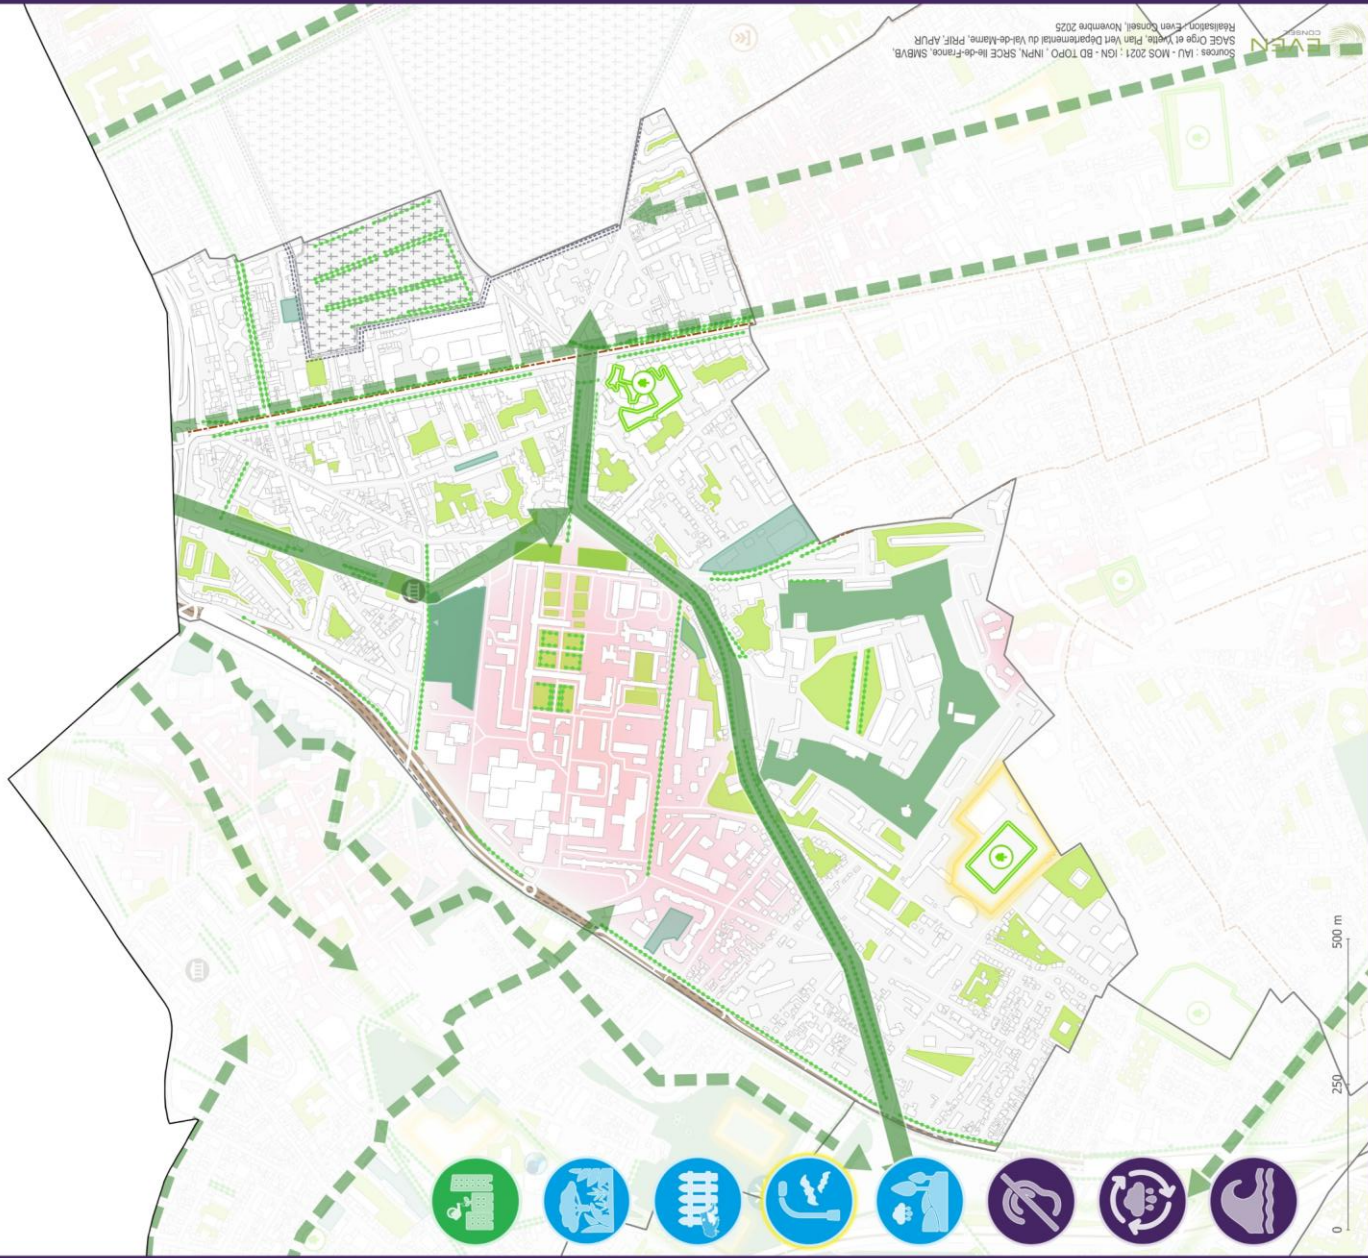 Sources : IAU - MOS 2021 ; IGN - BD TOPO , INPN, SRCE Ile-de-France, SMBVB,
SAGE Orge et Yvette, Plan Vert Départemental du Val-de-Marne, PRIF, APUR
Réalisation : Even Conseil, Novembre 2025
EVEN
CONSEIL
0
250
500 m